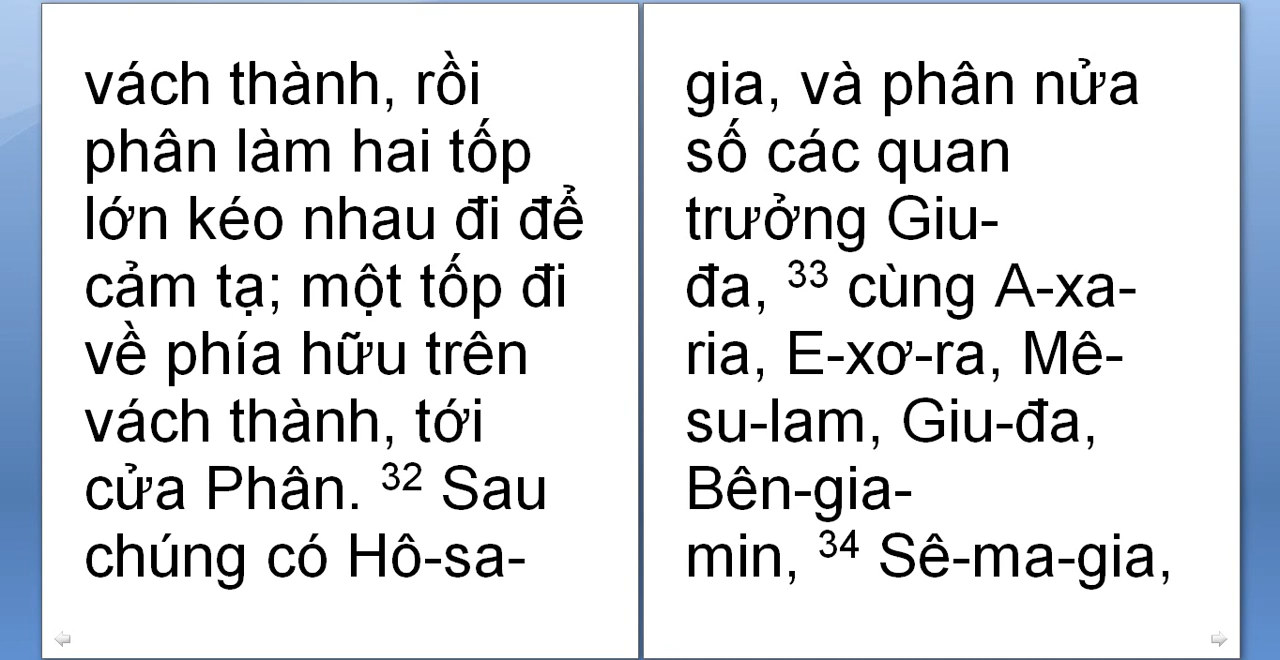 vách thành, rồi
phân làm hai tốp
lớn kéo nhau đi để
cảm tạ; một tốp đi
về phía hữu trên
vách thành, tới
cửa Phân. 32 Sau
chúng có Hô-sa-
gia, và phân nửa
số các quan
trưởng Giu-
đa, 33 cùng A-xa-
ria, E-xơ-ra, Mê-
su-lam, Giu-đa,
Bên-gia-
min, 34 Sê-ma-gia,